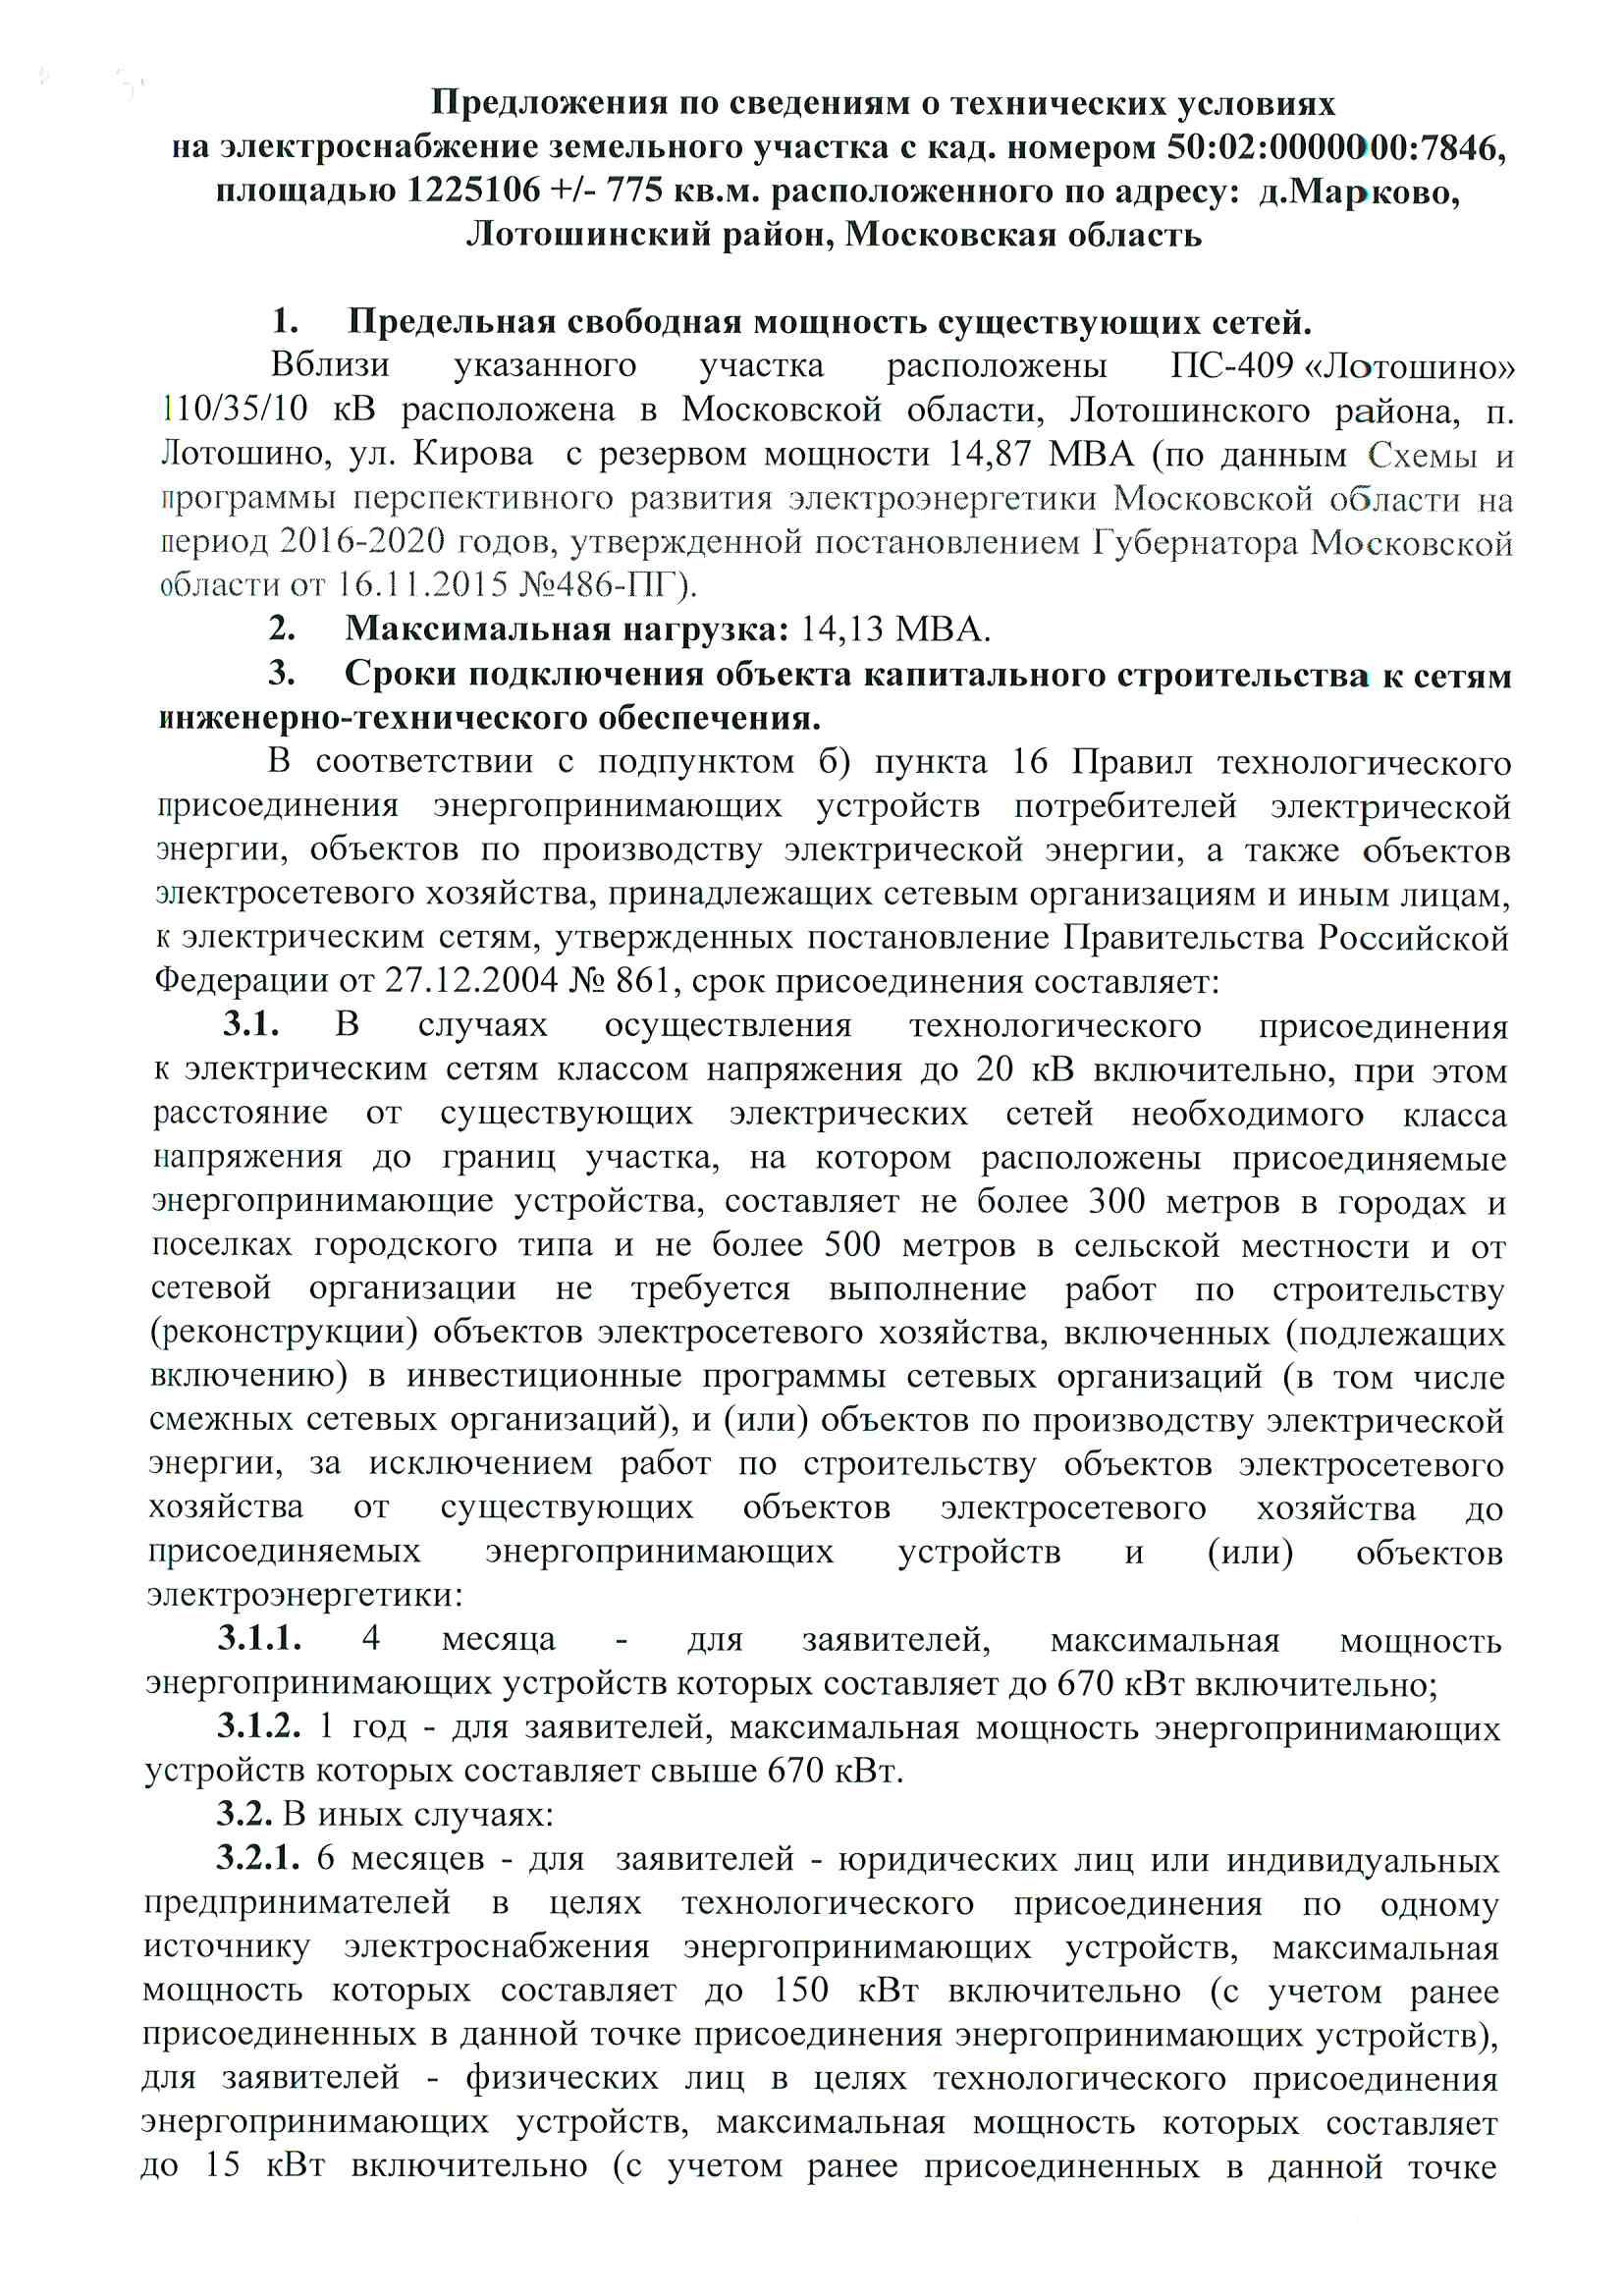 Предложения по сведениям о технических условиях
на электроснабжение земельного участка с кад. номером 50:02:0000000:7846,
площадью 1225106 +/- 775 кв.м. расположенного по адресу: д.Марково,
Лотошинский район, Московская область
1. Предельная свободная мощность существующих сетей.
Вблизи указанного участка расположены ПС-409 «Лотошино»
110/35/10 кВ расположена в Московской области, Лотошинского района, п.
Лотошино, ул. Кирова с резервом мощности 14,87 МВА (по данным Схемы и
программы перспективного развития электроэнергетики Московской области на
период 2016-2020 годов, утвержденной постановлением Губернатора Московской
области от 16.11.2015 №486-ПГ).
2. Максимальная нагрузка: 14,13 МВА.
3. Сроки подключения объекта капитального строительства к сетям
инженерно-технического обеспечения.
В соответствии с подпунктом б) пункта 16 Правил технологического
присоединения энергопринимающих устройств потребителей электрической
энергии, объектов по производству электрической энергии, а также объектов
электросетевого хозяйства, принадлежащих сетевым организациям и иным лицам,
к электрическим сетям, утвержденных постановление Правительства Российской
Федерации от 27.12.2004 № 861, срок присоединения составляет:
3.1. В случаях осуществления технологического присоединения
к электрическим сетям классом напряжения до 20 кВ включительно, при этом
расстояние от существующих электрических сетей необходимого класса
напряжения до границ участка, на котором расположены присоединяемые
энергопринимающие устройства, составляет не более 300 метров в городах и
поселках городского типа и не более 500 метров в сельской местности и от
сетевой организации не требуется выполнение работ по строительству
(реконструкции) объектов электросетевого хозяйства, включенных (подлежащих
включению) в инвестиционные программы сетевых организаций (в том числе
смежных сетевых организаций), и (или) объектов по производству электрической
энергии, за исключением работ по строительству объектов электросетевого
хозяйства от существующих объектов электросетевого хозяйства до
присоединяемых энергопринимающих устройств и (или) объектов
электроэнергетики:
3.1.1. 4 месяца - для заявителей, максимальная мощность
энергопринимающих устройств которых составляет до 670 кВт включительно;
3.1.2. 1 год - для заявителей, максимальная мощность энергопринимающих
устройств которых составляет свыше 670 кВт.
3.2. В иных случаях:
3.2.1. 6 месяцев - для заявителей - юридических лиц или индивидуальных
предпринимателей в целях технологического присоединения по одному
источнику электроснабжения энергопринимающих устройств, максимальная
мощность которых составляет до 150 кВт включительно (с учетом ранее
присоединенных в данной точке присоединения энергопринимающих устройств),
для заявителей - физических лиц в целях технологического присоединения
энергопринимающих устройств, максимальная мощность которых составляет
до 15 кВт включительно (с учетом ранее присоединенных в данной точке